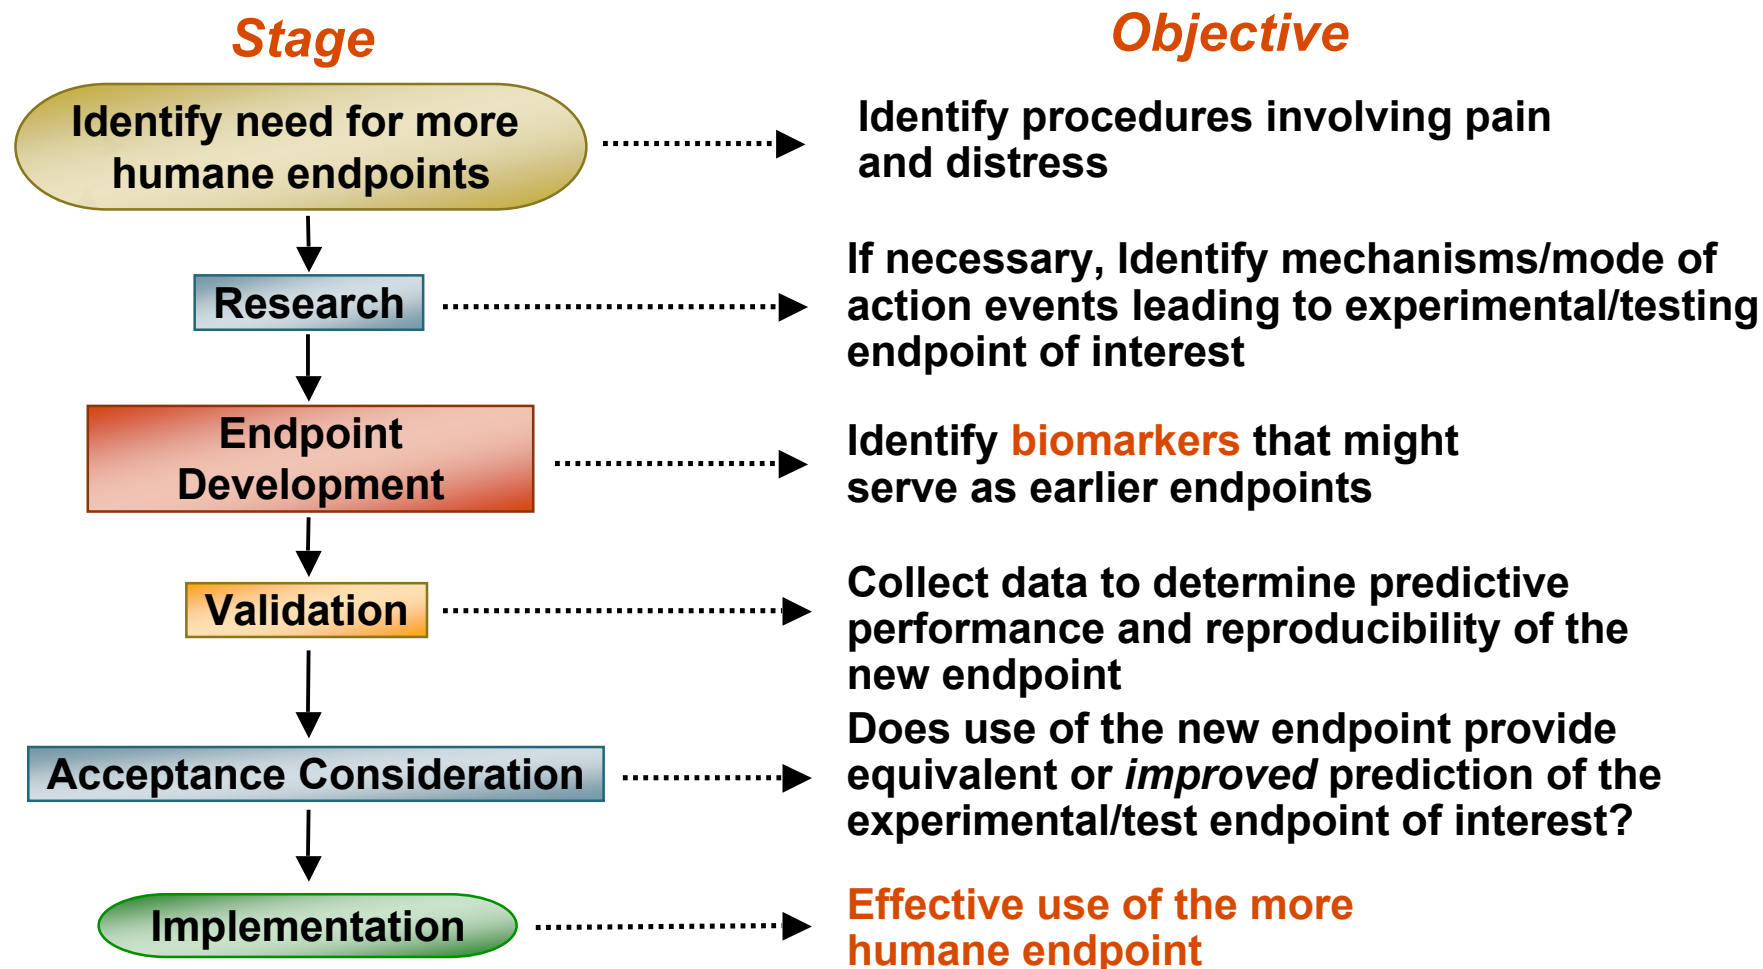 Stage
Objective
Identify need for more
humane endpoints
Identify procedures involving pain
and distress
Research
If necessary, Identify mechanisms/mode of
action events leading to experimental/testing
endpoint of interest
Endpoint
Development
Identify biomarkers that might
serve as earlier endpoints
Validation
Collect data to determine predictive
performance and reproducibility of the
new endpoint
Acceptance Consideration
Does use of the new endpoint provide
equivalent or improved prediction of the
experimental/test endpoint of interest?
Implementation
Effective use of the more
humane endpoint